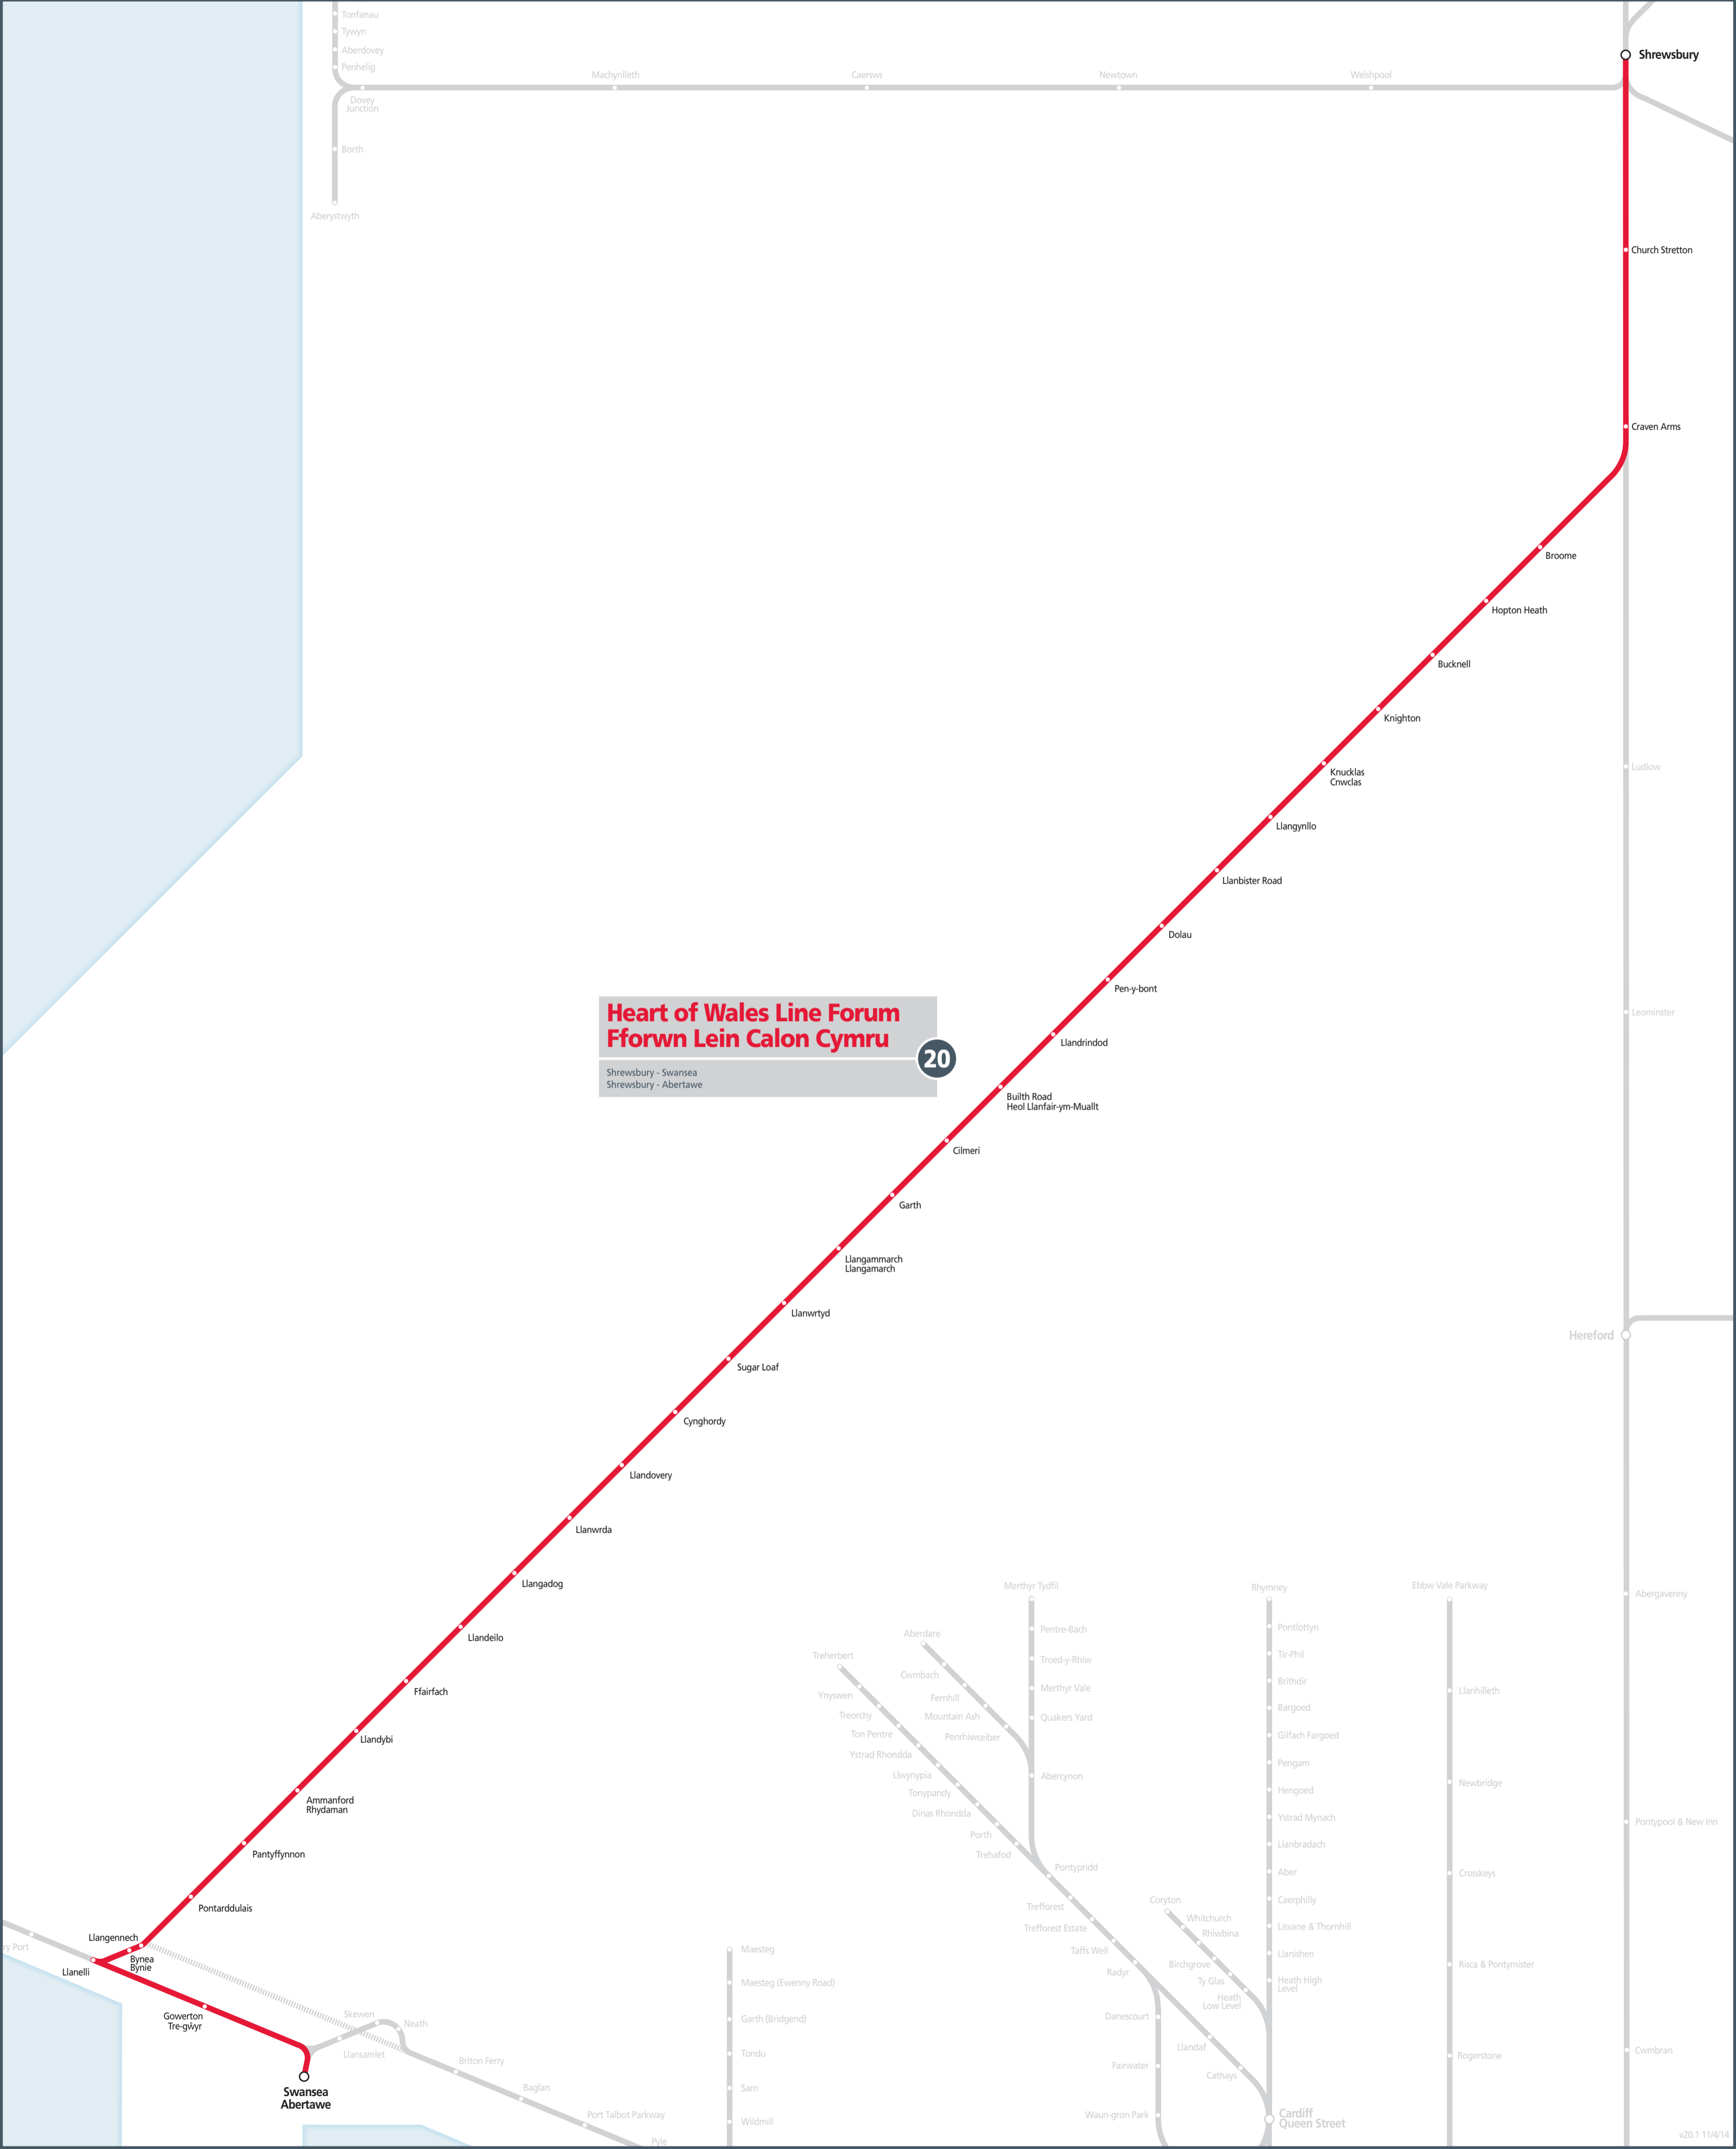 Tonfanau
Tywyn
Aberdovey
Penhelig
Dovey
Junction
Machynlleth
Caersws
Newtown
Welshpool
Shrewsbury
Borth
Aberystwyth
Church Stretton
Craven Arms
Broome
Hopton Heath
Bucknell
Knighton
Knucklas
Cnwclas
Ludlow
Llangynllo
Llanbister Road
Dolau
Pen-y-bont
Leominster
Heart of Wales Line Forum
Fforwn Lein Calon Cymru
20
Shrewsbury - Swansea
Shrewsbury - Abertawe
Llandrindod
Builth Road
Heol Llanfair-ym-Muallt
Cilmeri
Garth
Llangammarch
Llangamarch
Llanwrtyd
Hereford
Sugar Loaf
Cynghordy
Llandovery
Llanwrda
Llangadog
Llandeilo
Ffairfach
Llandybi
Ammanford
Rhydaman
Pantyffynnon
Pontarddulais
Llangennech
Bynea
Bynie
ry Port
Llanelli
Gowerton
Tre-gŵyr
Swansea
Abertawe
Skewen
Neath
Llansamlet
Briton Ferry
Baglan
Port Talbot Parkway
Pyle
Maesteg
Maesteg (Ewenny Road)
Garth (Bridgend)
Tondu
Sarn
Wildmill
Treherbert
Ynyswen
Treorchy
Ton Pentre
Ystrad Rhondda
Llwynypia
Tonypandy
Dinas Rhondda
Porth
Trehafod
Aberdare
Cwmbach
Fernhill
Mountain Ash
Penrhiwceiber
Merthyr Tydfil
Pentre-Bach
Troed-y-Rhiw
Merthyr Vale
Quakers Yard
Abercynon
Pontypridd
Trefforest
Trefforest Estate
Taffs Well
Radyr
Danescourt
Fairwater
Waun-gron Park
Llandaf
Cathays
Coryton
Whitchurch
Rhiwbina
Birchgrove
Ty Glas
Heath
Low Level
Rhymney
Pontlottyn
Tir-Phil
Brithdir
Bargoed
Gilfach Fargoed
Pengam
Hengoed
Ystrad Mynach
Llanbradach
Aber
Caerphilly
Lisvane & Thornhill
Llanishen
Heath High
Level
Cardiff
Queen Street
Ebbw Vale Parkway
Llanhilleth
Newbridge
Crosskeys
Risca & Pontymister
Rogerstone
Abergavenny
Pontypool & New Inn
Cwmbran
v20.1 11/4/14